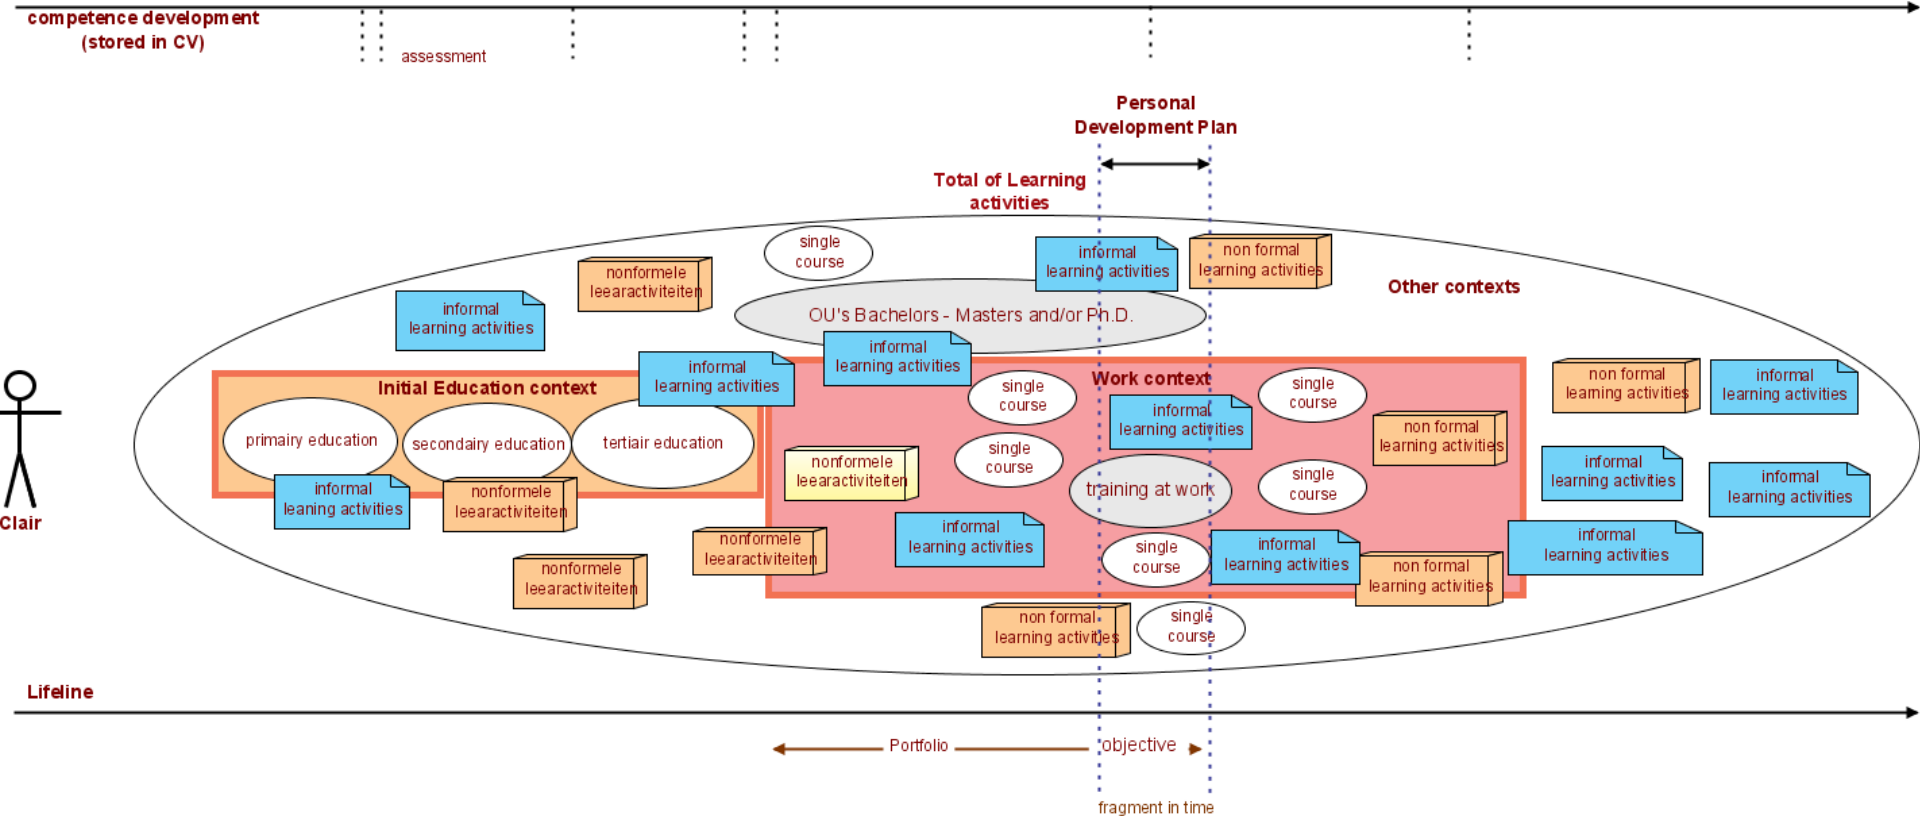 competence development
(stored in CV)
assessment
Personal
Development Plan
Total of Learning
activities
single
course
informal
learning activities
non formal
learning activities
nonformele
leearactiviteiten
Other contexts
informal
learning activities
OU's Bachelors - Masters and/or Ph.D.
informal
learning activities
informal
learning activities
Initial Education context
Work context
single
course
single
course
non formal
learning activities
informal
learning activities
primairy education
secondairy education
tertiair education
informal
learning activities
non formal
learning activities
single
course
nonformele
leearactiviteiten
informal
learning activities
informal
learning activities
single
course
training at work
informal
leaning activities
nonformele
leearactiviteiten
Clair
informal
learning activities
nonformele
leearactiviteiten
single
course
informal
learning activities
informal
learning activities
nonformele
leearactiviteiten
non formal
learning activities
non formal
learning activities
single
course
Lifeline
Portfolio
objective
fragment in time